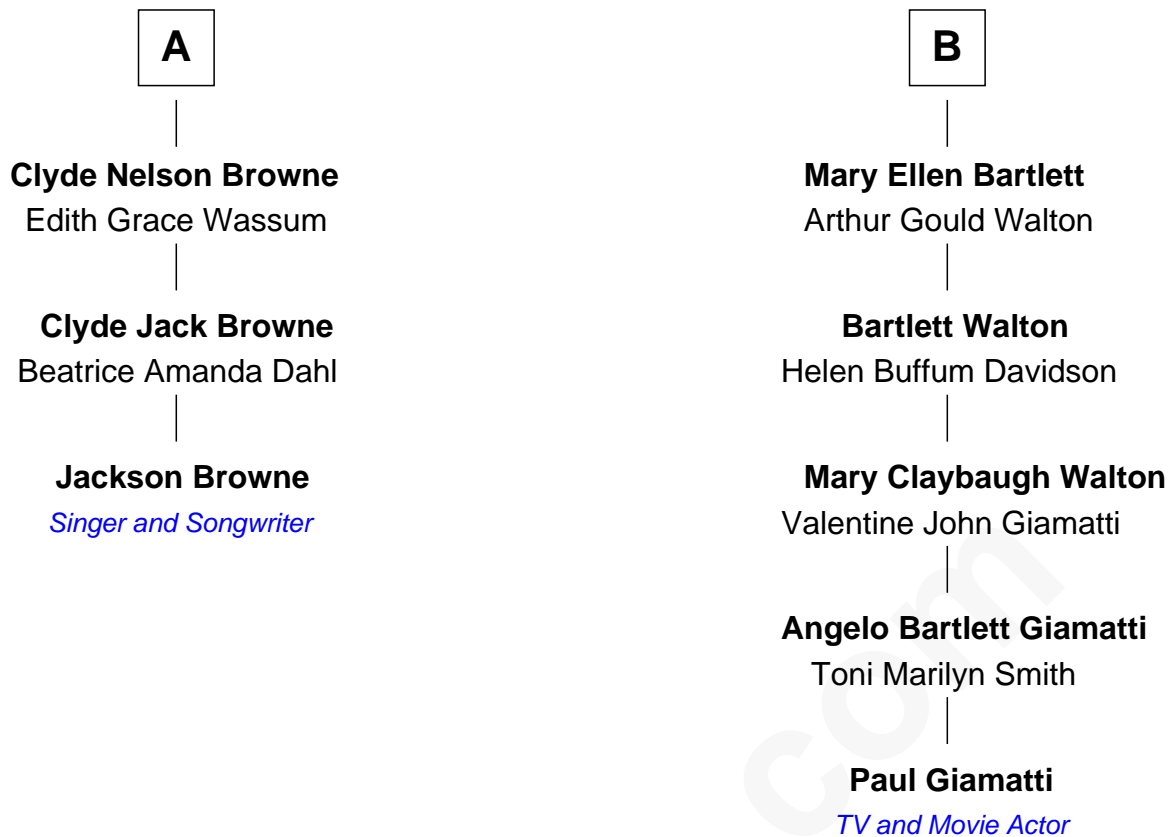 A
Clyde Nelson Browne
Edith Grace Wassum
Clyde Jack Browne
Beatrice Amanda Dahl
Jackson Browne
Singer and Songwriter
B
Mary Ellen Bartlett
Arthur Gould Walton
Bartlett Walton
Helen Buffum Davidson
Mary Claybaugh Walton
Valentine John Giamatti
Angelo Bartlett Giamatti
Toni Marilyn Smith
Paul Giamatti
TV and Movie Actor
com